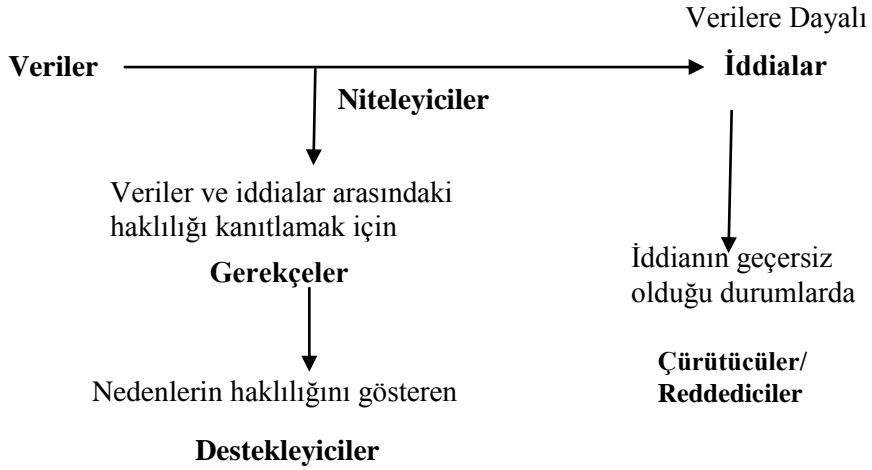 Verilere Dayalı
Veriler
İddialar
Niteleyiciler
Veriler ve iddialar arasındaki
haklılığı kanıtlamak için
Gerekçeler
İddianın geçersiz
olduğu durumlarda
Çürütücüler/
Reddediciler
Nedenlerin haklılığını gösteren
Destekleyiciler